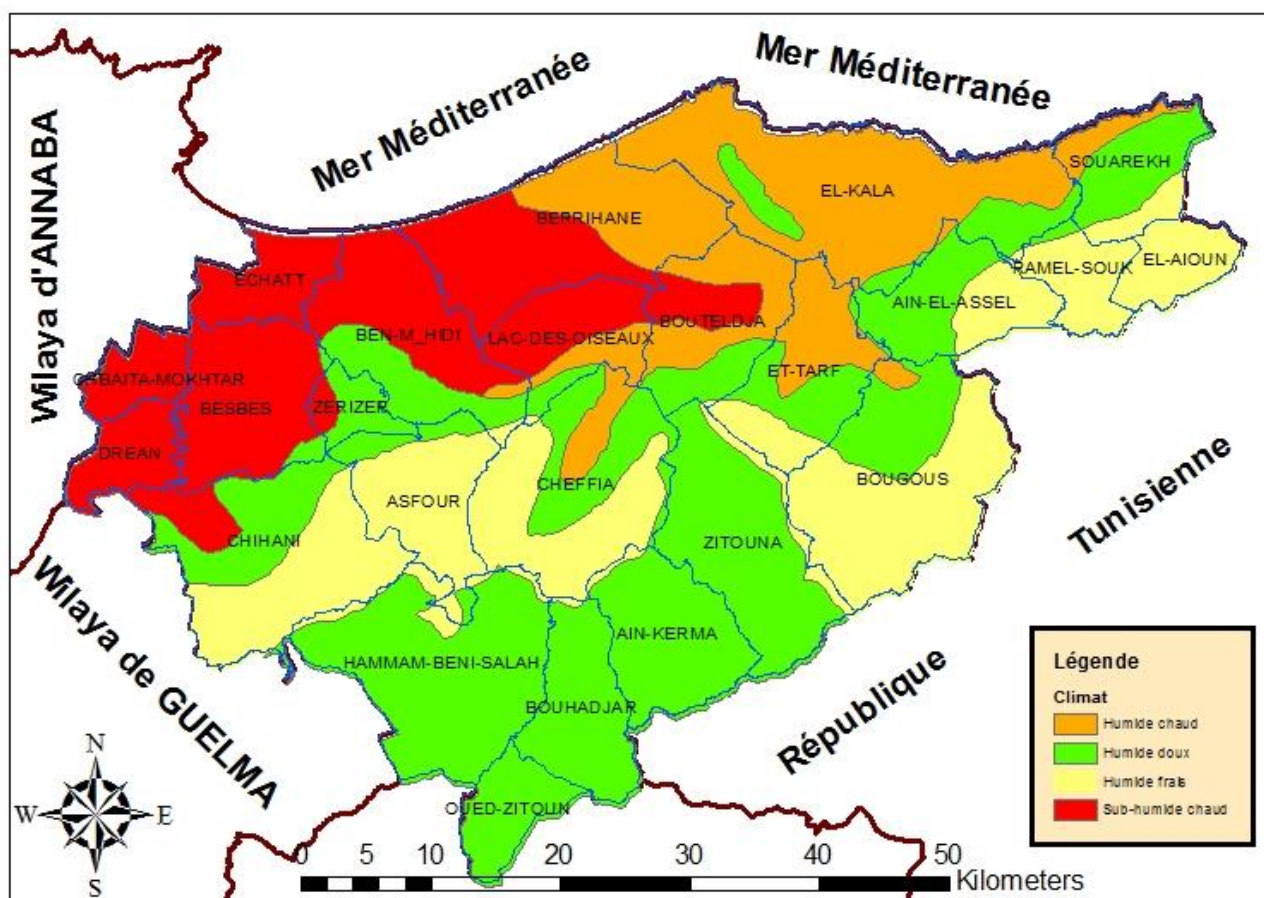 Mer Méditerranée
Mer Méditerranée
Wilaya d'ANNABA
SOUAREKH
EL-KALA
BERRIHANE
RAMEL-SOUK
EL-AIOUN
ECHATT
AIN-EL-ASSEL
BEN-M_HIDI
LAC-DES-OISEAUX
BOUTELDJA
ET-TARF
CSBAITA-MOKHTAR
BESBES
ZERIZER
DREAN
BOUGOUS
CHEFFIA
ASFOUR
CHIHANI
ZITOUNA
Tunisienne
Wilaya de GUELMA
AIN-KERMA
HAMMAM-BENI-SALAH
BOUHADJAR
République
OUED-ZITOUN
Légende
Climat
Humide chaud
Humide doux
Humide frais
Sub-humide chaud
N
W E
S
0 5 10 20 30 40 50
Kilometers